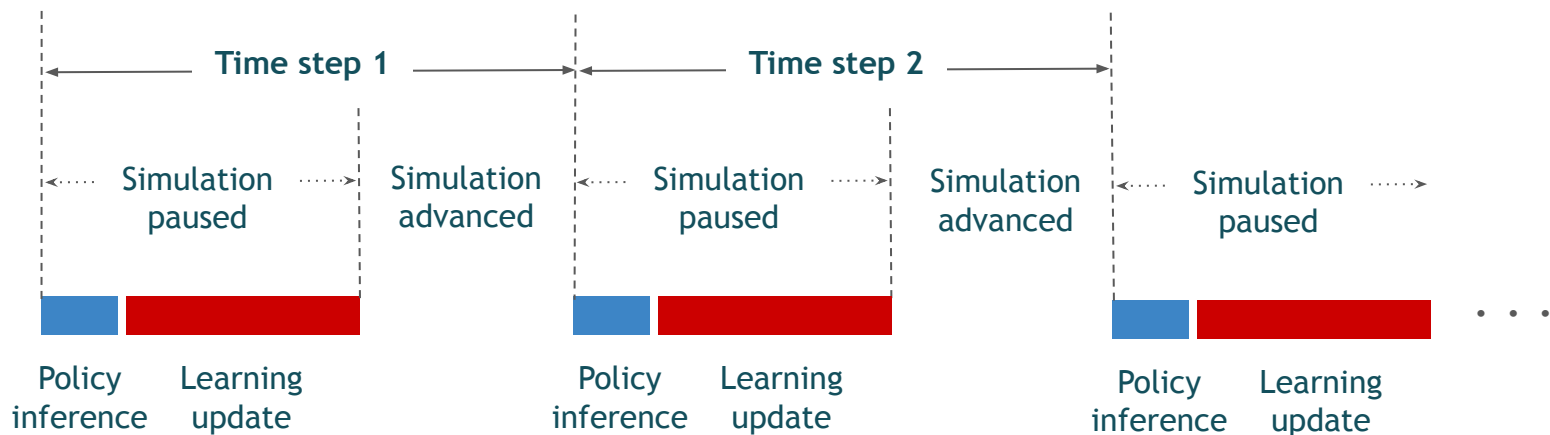 Time step 1
Time step 2
Simulation
paused
Simulation
advanced
Simulation
paused
Simulation
advanced
Simulation
paused
. . .
Policy
inference
Learning
update
Policy
inference
Learning
update
Policy
inference
Learning
update